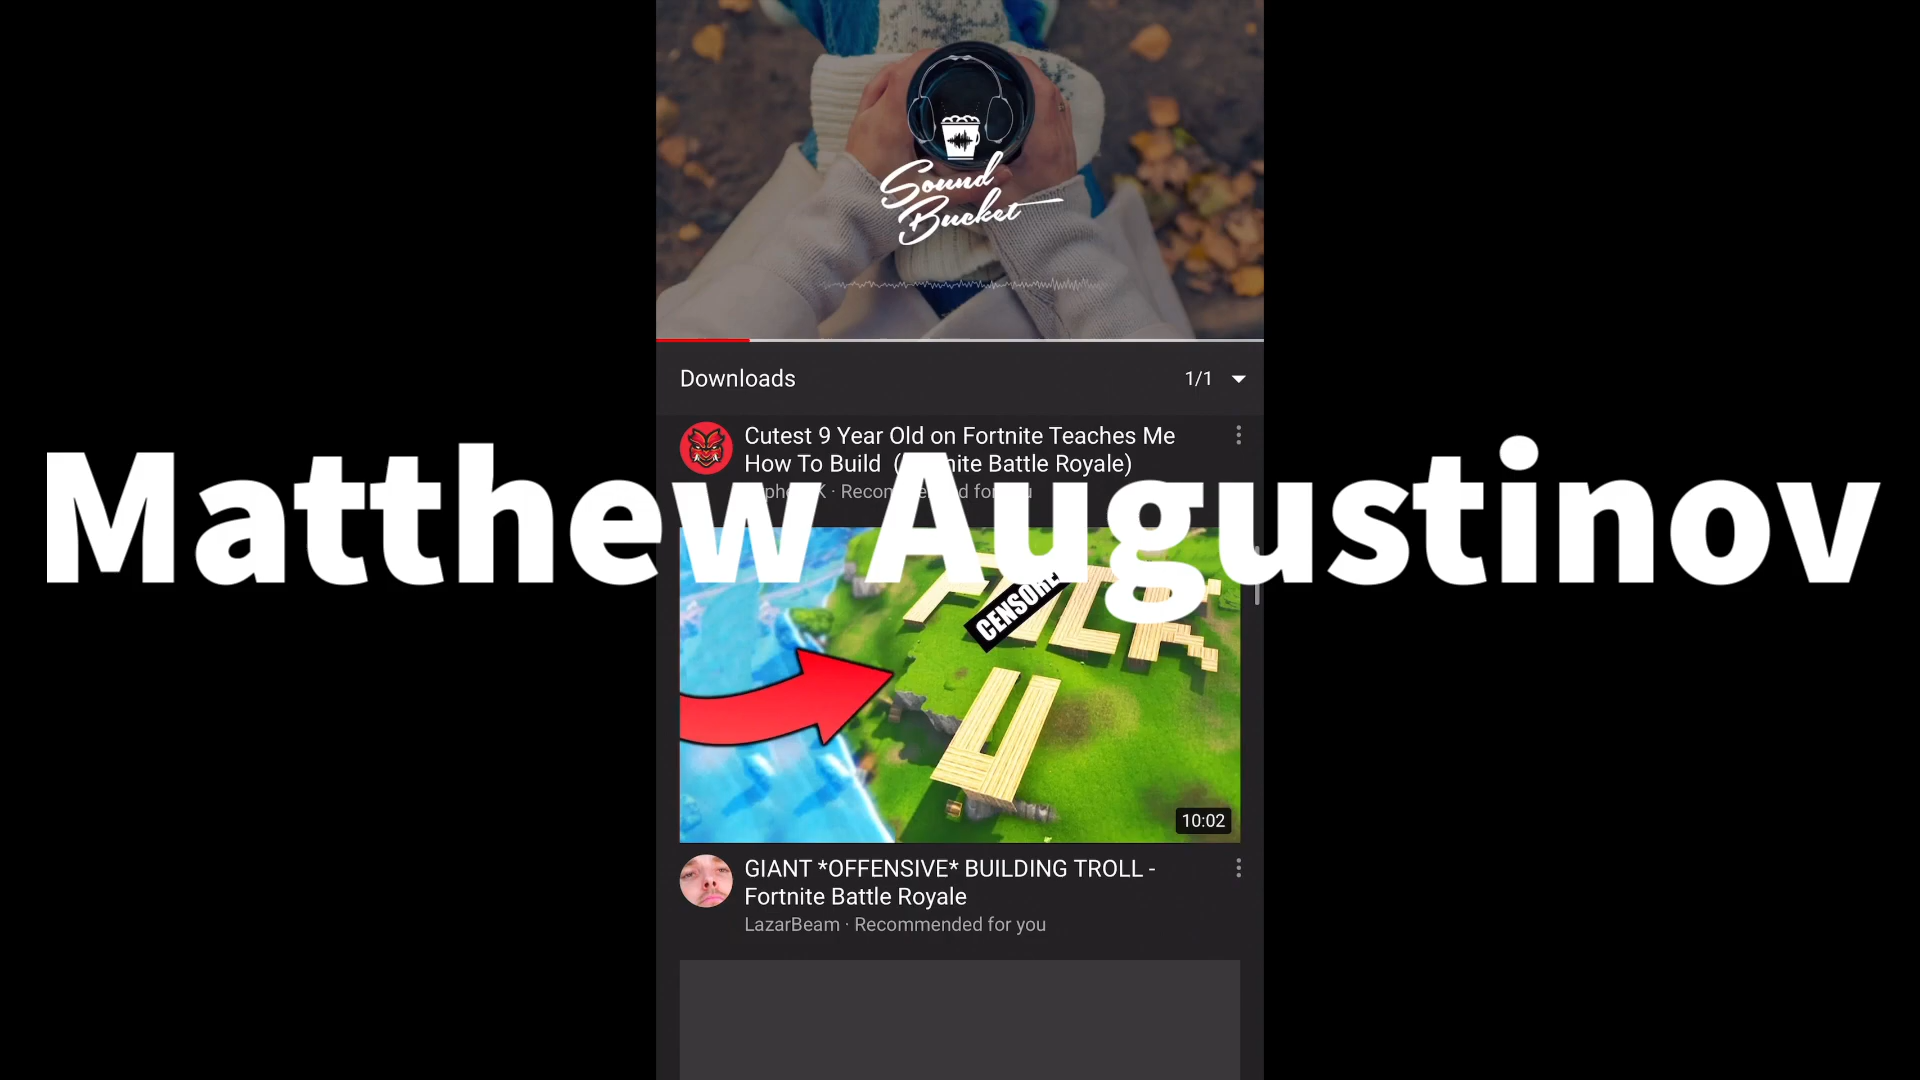 Sound
Bucket
Downloads
1/1
Cutest 9 Year Old on Fortnite Teaches Me
How To Build
Battle Royale)
Matthew Augustinov
CENSORED
U
10:02
GIANT *OFFENSIVE* BUILDING TROLL -
Fortnite Battle Royale
LazarBeam · Recommended for you